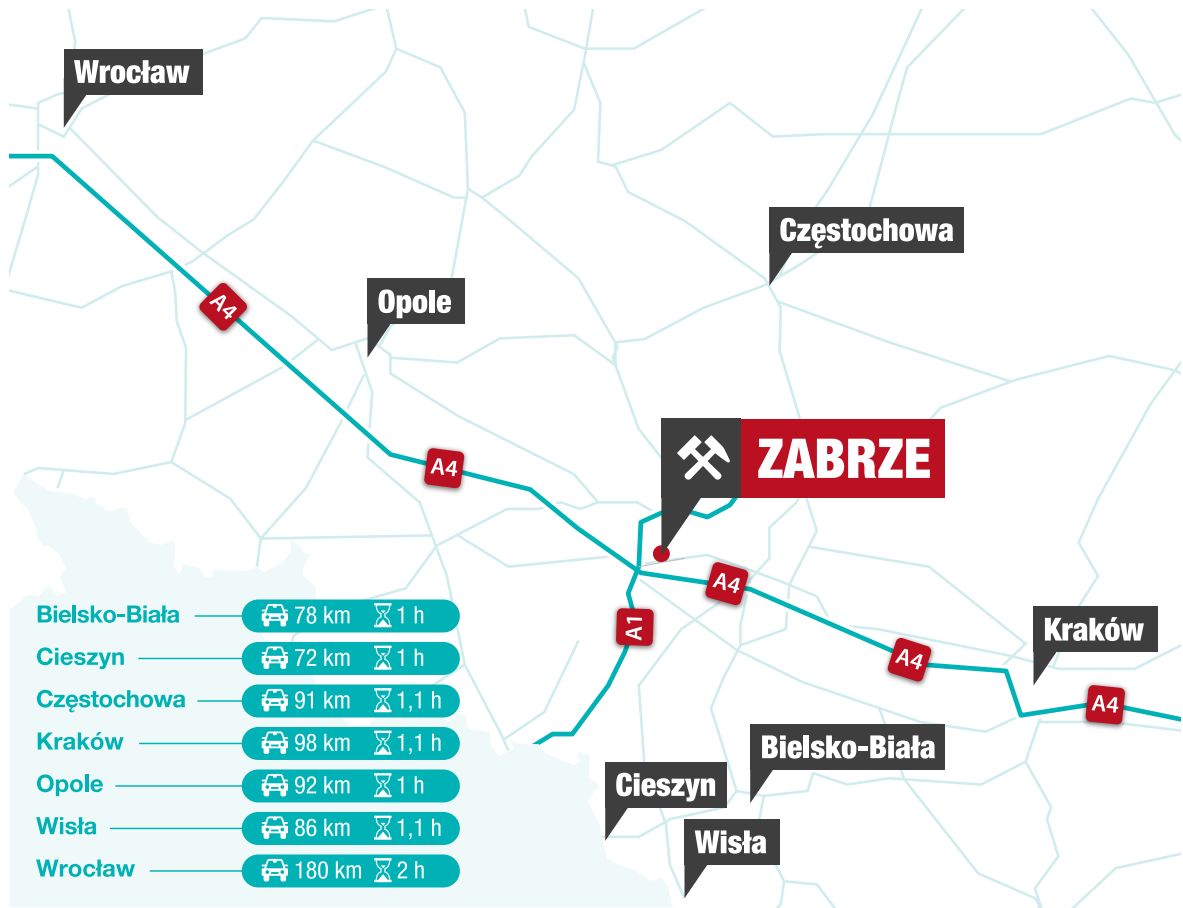 Wrocław
Częstochowa
Opole
A4
A4
ZABRZE
A4
A1
Kraków
A4
A4
Bielsko-Biała
Cieszyn
Wisła
Bielsko-Biała 78 km 1 h
Cieszyn 72 km 1 h
Częstochowa 91 km 1,1 h
Kraków 98 km 1,1 h
Opole 92 km 1 h
Wisła 86 km 1,1 h
Wrocław 180 km 2 h